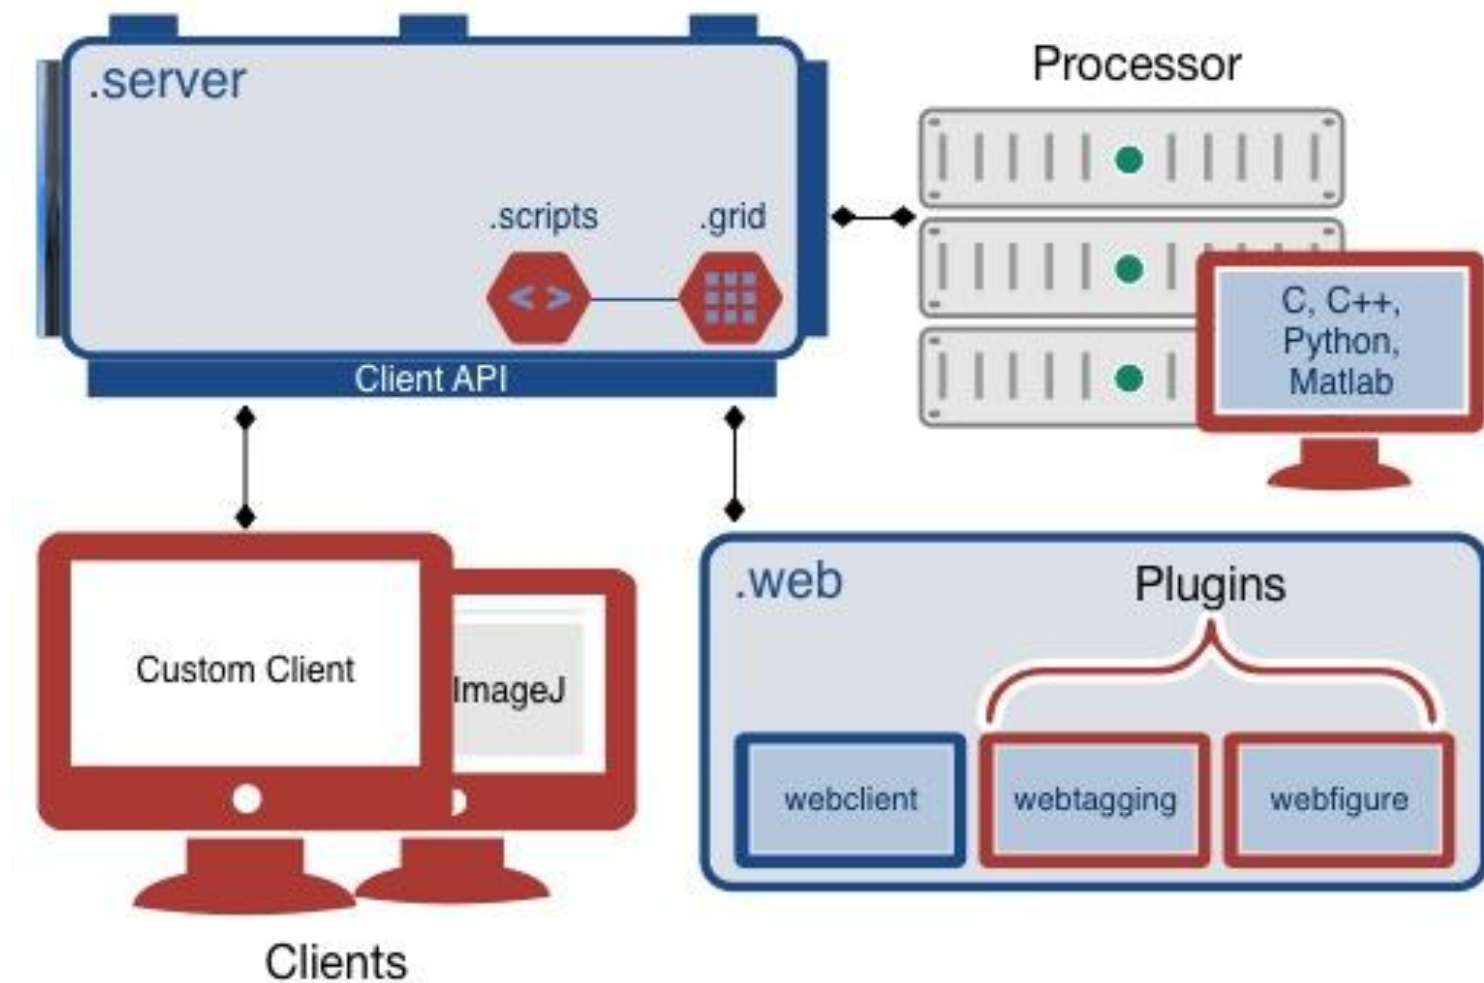 .server
Processor
.scripts
.grid
C, C++,
Python,
Matlab
Client API
.web
Plugins
Custom Client
ImageJ
webclient
webtagging
webfigure
Clients